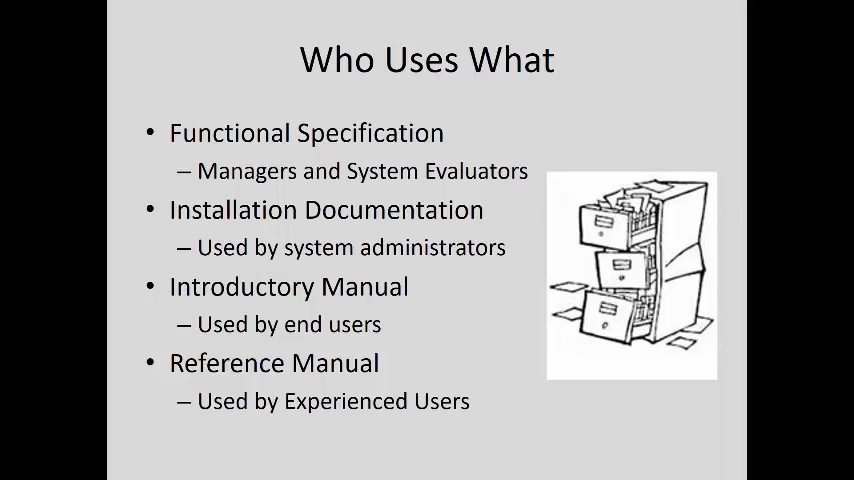 Who Uses What
• Functional Specification
– Managers and System Evaluators
• Installation Documentation
– Used by system administrators
• Introductory Manual
– Used by end users
• Reference Manual
– Used by Experienced Users